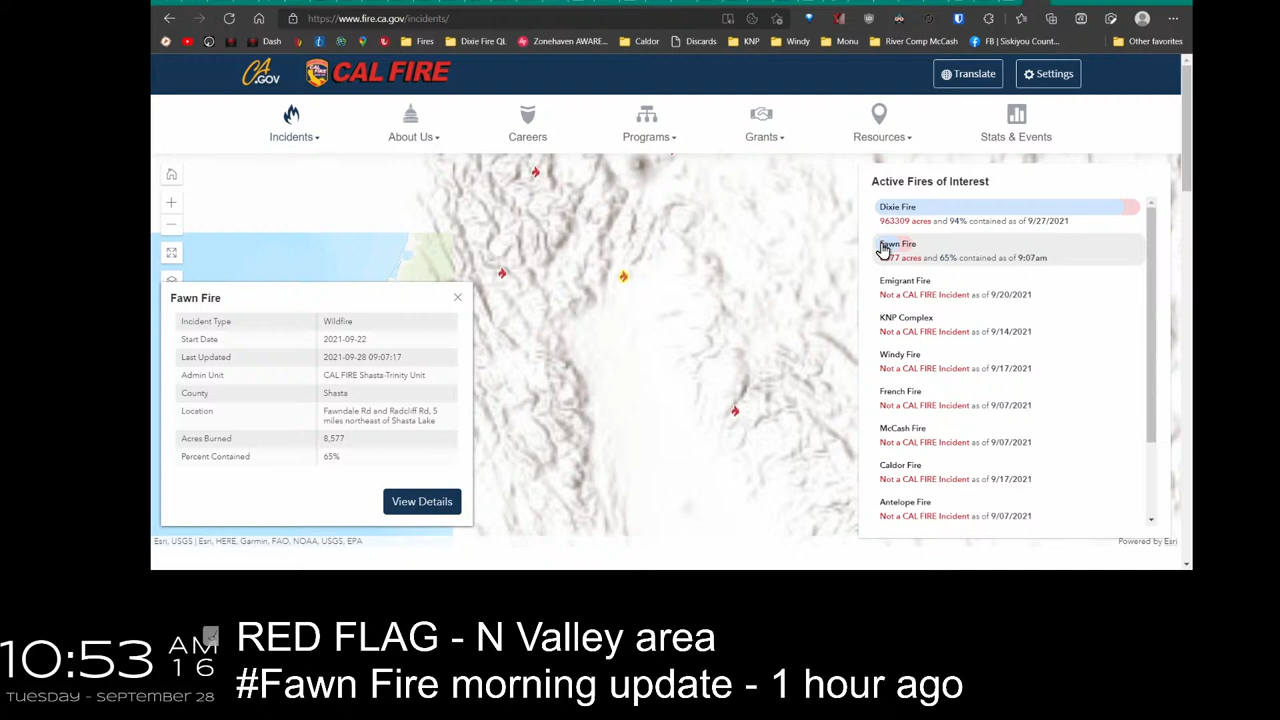 https://www.fire.ca.gov/incidents/
Dash
Fires
Dixie Fire QL
Zonehaven AWARE...
Caldor
Discards
KNP
Windy
Monu
River Comp McCash
FB | Siskiyou Count...
Other favorites
CA.GOV
CAL FIRE
Translate
Settings
Incidents
About Us
Careers
Programs
Grants
Resources
Stats & Events
Active Fires of Interest
Dixie Fire
963309 acres and 94% contained as of 9/27/2021
Fawn Fire
acres and 65% contained as of 9:07am
Emigrant Fire
Not a CAL FIRE Incident as of 9/20/2021
KNP Complex
Not a CAL FIRE Incident as of 9/14/2021
Windy Fire
Not a CAL FIRE Incident as of 9/17/2021
French Fire
Not a CAL FIRE Incident as of 9/07/2021
McCash Fire
Not a CAL FIRE Incident as of 9/07/2021
Caldor Fire
Not a CAL FIRE Incident as of 9/17/2021
Antelope Fire
Not a CAL FIRE Incident as of 9/07/2021
Fawn Fire
Incident Type Wildfire
Start Date 2021-09-22
Last Updated 2021-09-28 09:07:17
Admin Unit CAL FIRE Shasta-Trinity Unit
County Shasta
Location Fawndale Rd and Radcliff Rd, 5
miles northeast of Shasta Lake
Acres Burned 8,577
Percent Contained 65%
View Details
Esri, USGS | Esri, HERE, Garmin, FAO, NOAA, USGS, EPA
Powered by Esri
10:53 AM
16
TUESDAY - SEPTEMBER 28
RED FLAG - N Valley area
#Fawn Fire morning update - 1 hour ago